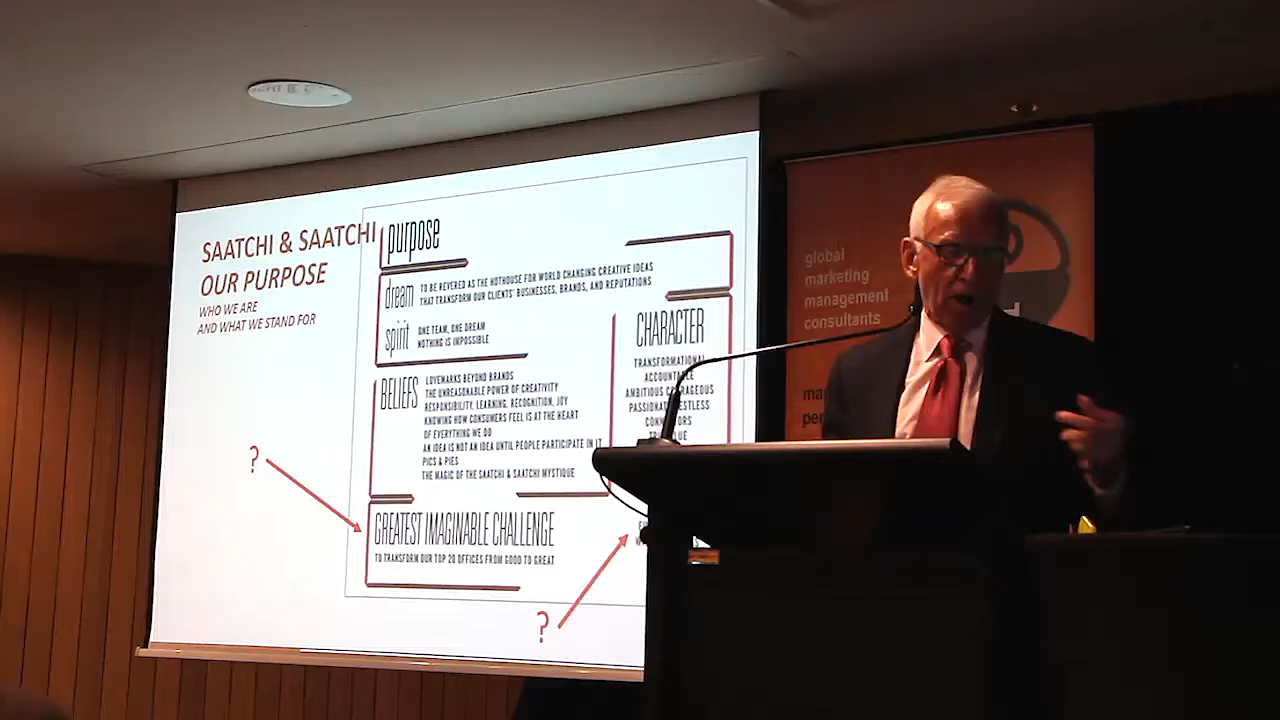 SAATCHI & SAATCHI
OUR PURPOSE
WHO WE ARE
AND WHAT WE STAND FOR
purpose
dream
TO BE REVERED AS THE HOTHOUSE FOR WORLD CHANGING CREATIVE IDEAS
THAT TRANSFORM OUR CLIENTS' BUSINESSES, BRANDS, AND REPUTATIONS
spirit
ONE TEAM, ONE DREAM
NOTHING IS IMPOSSIBLE
BELIEFS
LOVEMARKS BEYOND BRANDS
THE UNREASONABLE POWER OF CREATIVITY
RESPONSIBILITY, LEARNING, RECOGNITION, JOY
KNOWING HOW CONSUMERS FEEL IS AT THE HEART
OF EVERYTHING WE DO
AN IDEA IS NOT AN IDEA UNTIL PEOPLE PARTICIPATE IN IT
PICS & PIES
THE MAGIC OF THE SAATCHI & SAATCHI MYSTIQUE
CHARACTER
TRANSFORMATIONAL
AMBITIOUS
?
GREATEST IMAGINABLE CHALLENGE
TO TRANSFORM OUR TOP 20 OFFICES FROM GOOD TO GREAT
?
global
marketing
management
consultants